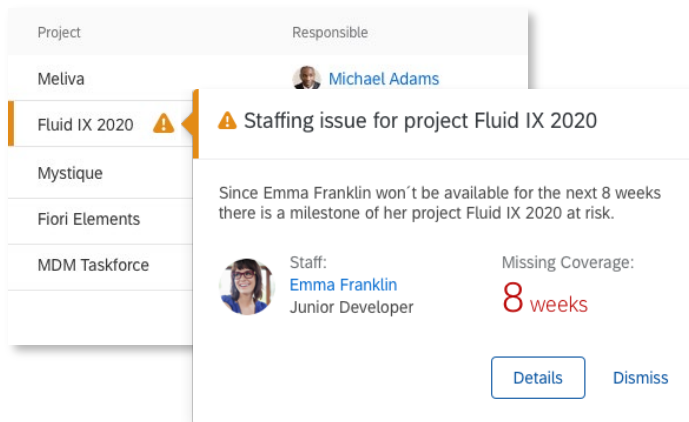 Project Responsible
Meliva Michael Adams
Fluid IX 2020
Staffing issue for project Fluid IX 2020
Mystique
Fiori Elements
MDM Taskforce
Since Emma Franklin won´t be available for the next 8 weeks
there is a milestone of her project Fluid IX 2020 at risk.
Staff:
Emma Franklin
Junior Developer
Missing Coverage:
8 weeks
Details Dismiss